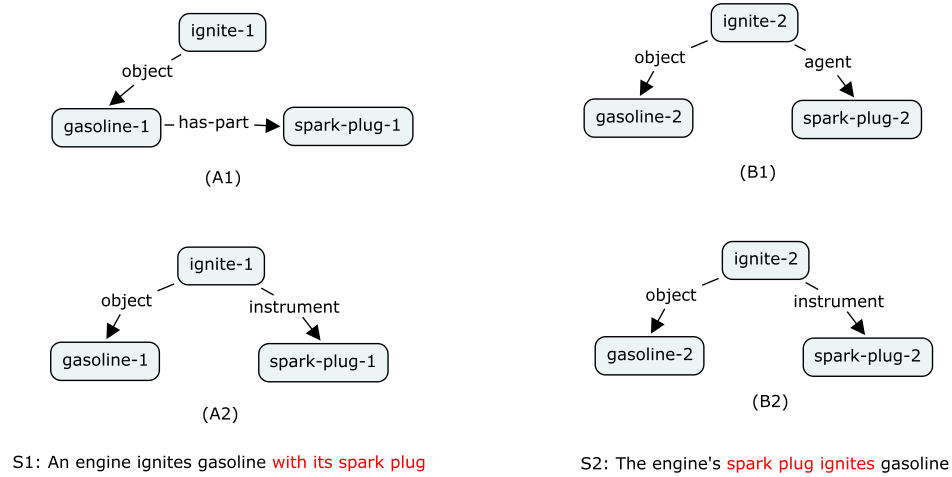 ignite-1
object
gasoline-1
has-part
spark-plug-1
(A1)
ignite-2
object
agent
gasoline-2
spark-plug-2
(B1)
ignite-1
object
instrument
gasoline-1
spark-plug-1
(A2)
ignite-2
object
instrument
gasoline-2
spark-plug-2
(B2)
S1: An engine ignites gasoline with its spark plug
S2: The engine's spark plug ignites gasoline